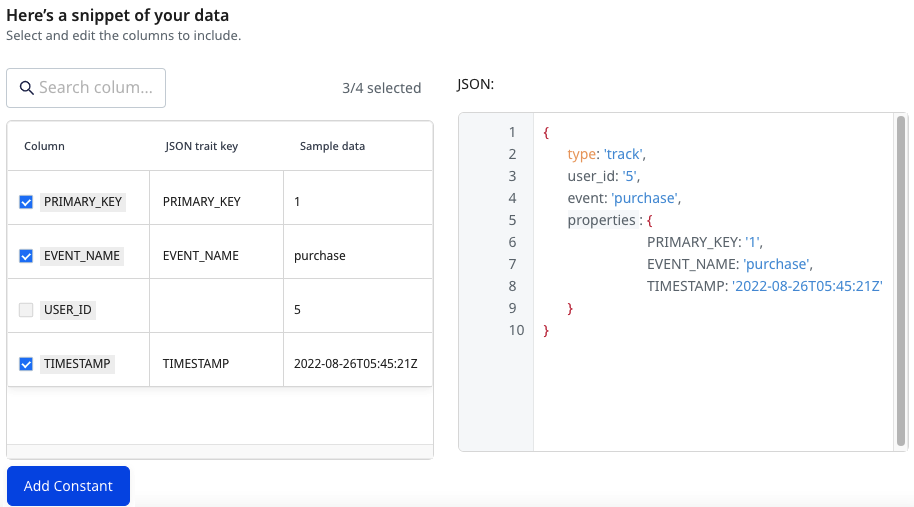 Here's a snippet of your data
Select and edit the columns to include.
Search colum...
3/4 selected
Column JSON trait key Sample data
PRIMARY_KEY PRIMARY_KEY 1
EVENT_NAME EVENT_NAME purchase
USER_ID 5
TIMESTAMP TIMESTAMP 2022-08-26T05:45:21Z
Add Constant
JSON:
1 {
2 type: 'track',
3 user_id: '5',
4 event: 'purchase',
5 properties : {
6 PRIMARY_KEY: '1',
7 EVENT_NAME: 'purchase',
8 TIMESTAMP: '2022-08-26T05:45:21Z'
9 }
10 }